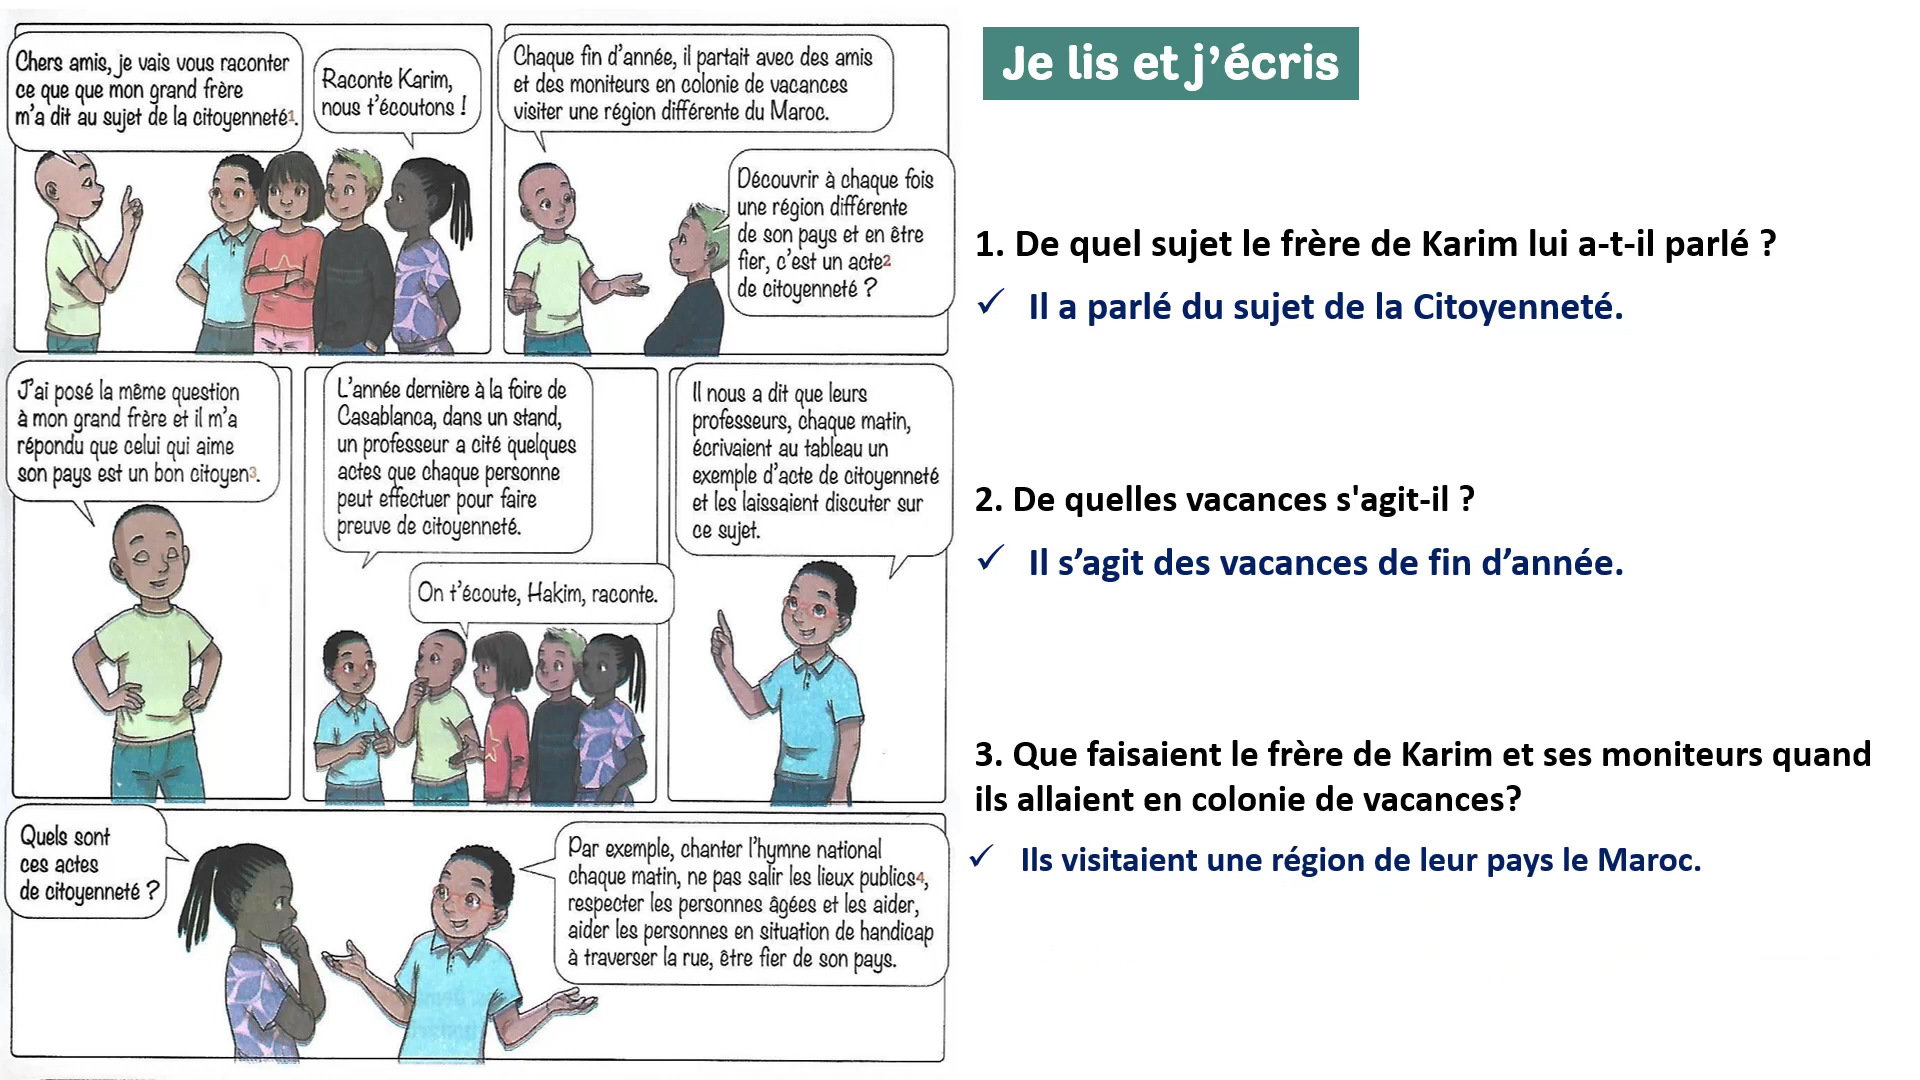 Chers amis, je vais vous raconter
ce que que mon grand frère
m'a dit au sujet de la citoyenneté1.
Raconte Karim,
nous t'écoutons !
Chaque fin d'année, il partait avec des amis
et des moniteurs en colonie de vacances
visiter une région différente du Maroc.
Découvrir à chaque fois
une région différente
de son pays et en être
fier, c'est un acte2
de citoyenneté ?
J'ai posé la même question
à mon grand frère et il m'a
répondu que celui qui aime
son pays est un bon citoyen3.
L'année dernière à la foire de
Casablanca, dans un stand,
un professeur a cité quelques
actes que chaque personne
peut effectuer pour faire
preuve de citoyenneté.
On t'écoute, Hakim, raconte.
Il nous a dit que leurs
professeurs, chaque matin,
écrivaient au tableau un
exemple d'acte de citoyenneté
et les laissaient discuter sur
ce sujet.
Quels sont
ces actes
de citoyenneté ?
Par exemple, chanter l'hymne national
chaque matin, ne pas salir les lieux publics4,
respecter les personnes âgées et les aider,
aider les personnes en situation de handicap
à traverser la rue, être fier de son pays.
Je lis et j'écris
1. De quel sujet le frère de Karim lui a-t-il parlé ?
✓ Il a parlé du sujet de la Citoyenneté.
2. De quelles vacances s'agit-il ?
✓ Il s’agit des vacances de fin d’année.
3. Que faisaient le frère de Karim et ses moniteurs quand
ils allaient en colonie de vacances?
✓ Ils visitaient une région de leur pays le Maroc.